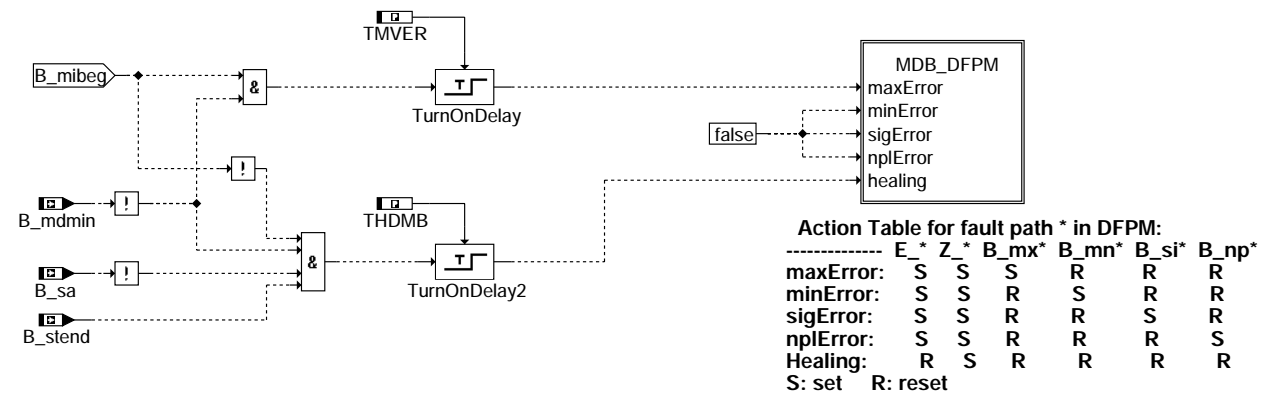 TMVER
B_mibeg
&
T
TurnOnDelay
MDB_DFPM
maxError
minError
false
sigError
nplError
healing
!
B_mdmin
!
THDMB
&
T
TurnOnDelay2
B_sa
!
B_stend
Action Table for fault path * in DFPM:
-------------- E_* Z_* B_mx* B_mn* B_si* B_np*
maxError: S S S R R R
minError: S S R S R R
sigError: S S R R S R
nplError: S S R R R S
Healing: R S R R R R
S: set R: reset